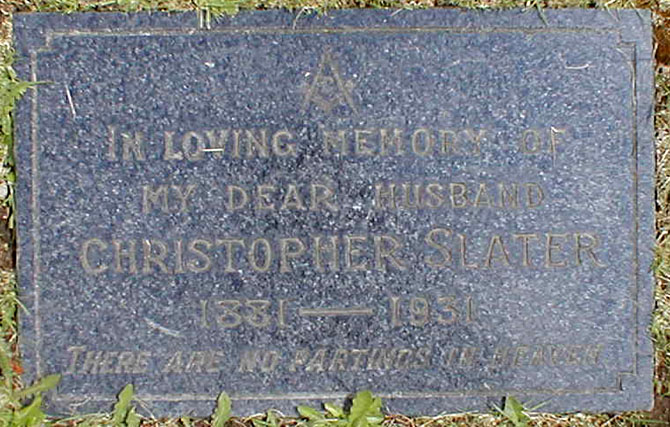 IN LOVING MEMORY OF
MY DEAR HUSBAND
CHRISTOPHER SLATER
1881 — 1931
THERE ARE NO PARTINGS IN HEAVEN